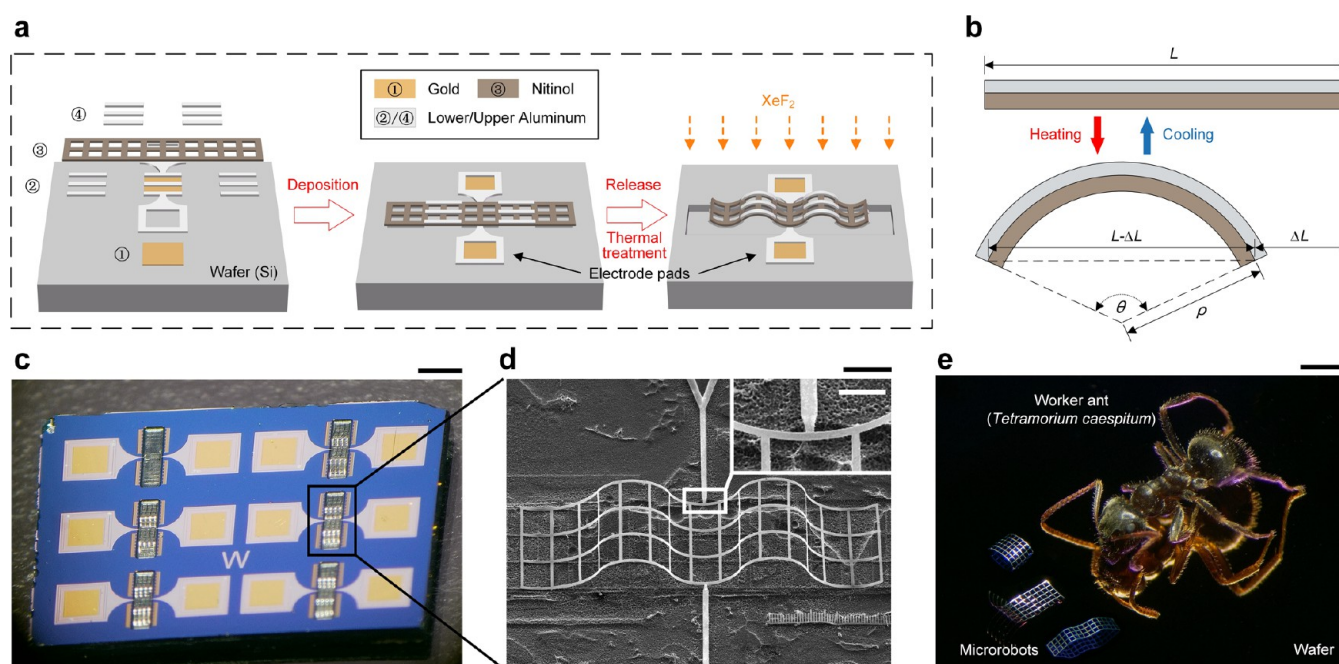 a
① Gold
③ Nitinol
②/④ Lower/Upper Aluminum
④
③
②
①
Wafer (Si)
Deposition
Electrode pads
Release
Thermal
treatment
XeF₂
b
L
Heating
Cooling
L-ΔL
ΔL
θ
ρ
c
W
d
e
Worker ant
(Tetramorium caespitum)
Microrobots
Wafer